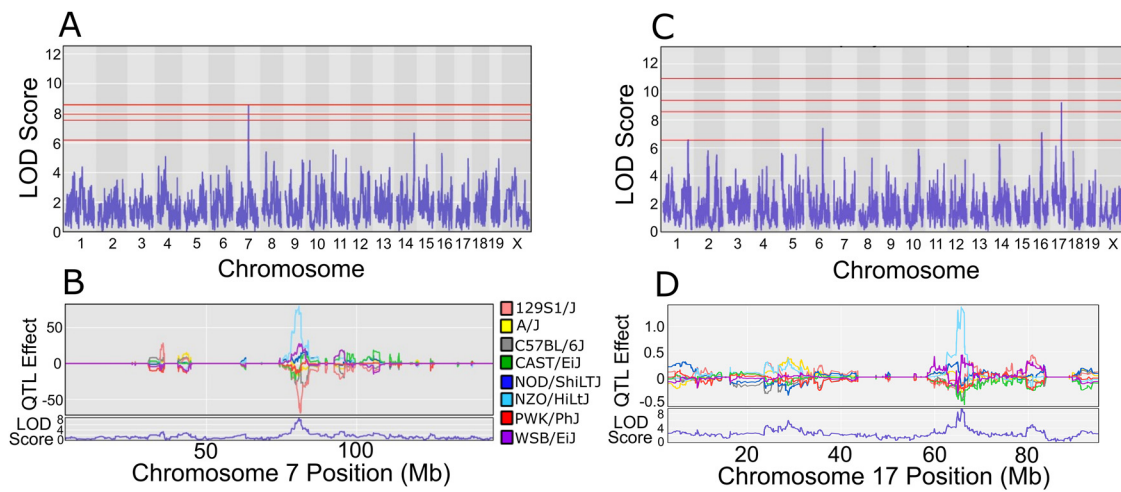 A
C
LOD Score
12
10
8
6
4
2
0
1 2 3 4 5 6 7 8 9 10 11 12 13 14 15 16 17 18 19 X
Chromosome
LOD Score
12
10
8
6
4
2
0
1 2 3 4 5 6 7 8 9 10 11 12 13 14 15 16 17 18 19 X
Chromosome
B
QTL Effect
50
0
-50
LOD
Score
8
4
0
50 100
Chromosome 7 Position (Mb)
129S1/J
A/J
C57BL/6J
CAST/EiJ
NOD/ShiLTJ
NZO/HiLtJ
PWK/PhJ
WSB/EiJ
D
QTL Effect
1.0
0.5
0
-0.5
LOD
Score
8
4
0
20 40 60 80
Chromosome 17 Position (Mb)